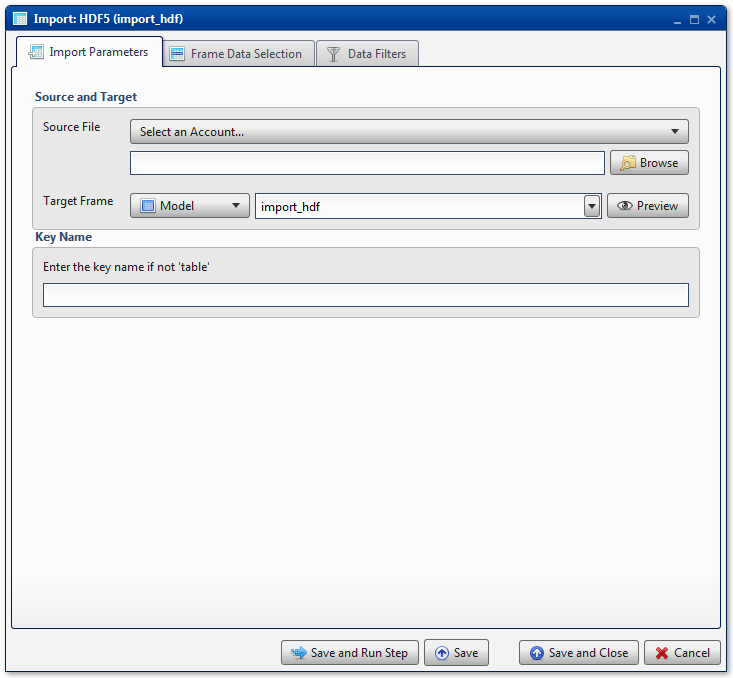 Import: HDF5 (import_hdf)
Import Parameters
Frame Data Selection
Data Filters
Source and Target
Source File
Select an Account...
Browse
Target Frame
Model
import_hdf
Preview
Key Name
Enter the key name if not 'table'
Save and Run Step
Save
Save and Close
Cancel